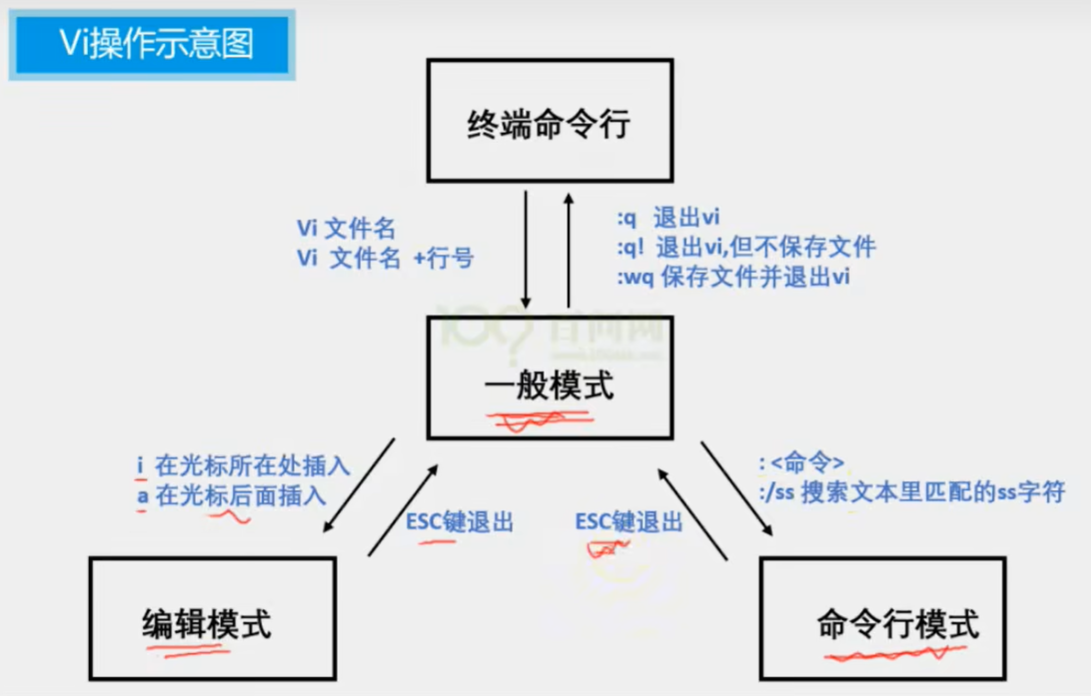 Vi操作示意图
终端命令行
Vi 文件名
Vi 文件名 +行号
:q 退出vi
:q! 退出vi,但不保存文件
:wq 保存文件并退出vi
百问网
一般模式
i 在光标所在处插入
a 在光标后面插入
ESC键退出
ESC键退出
: <命令>
:/ss 搜索文本里匹配的ss字符
编辑模式
命令行模式